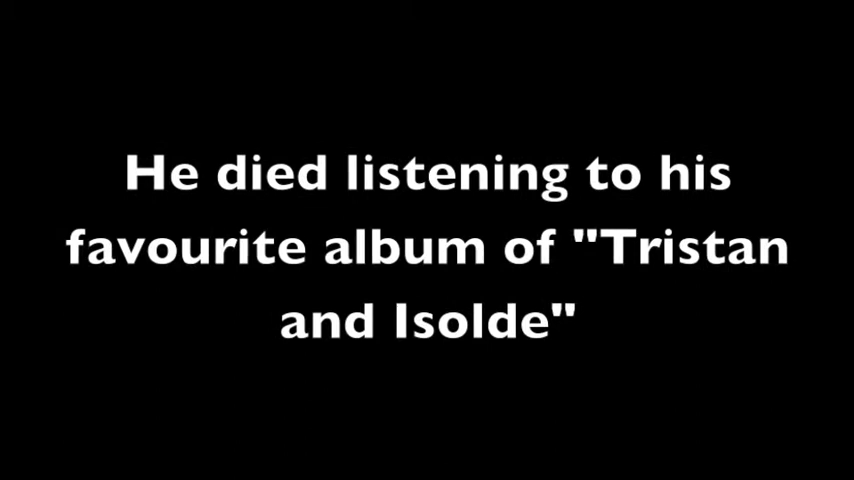 He died listening to his
favourite album of "Tristan
and Isolde"